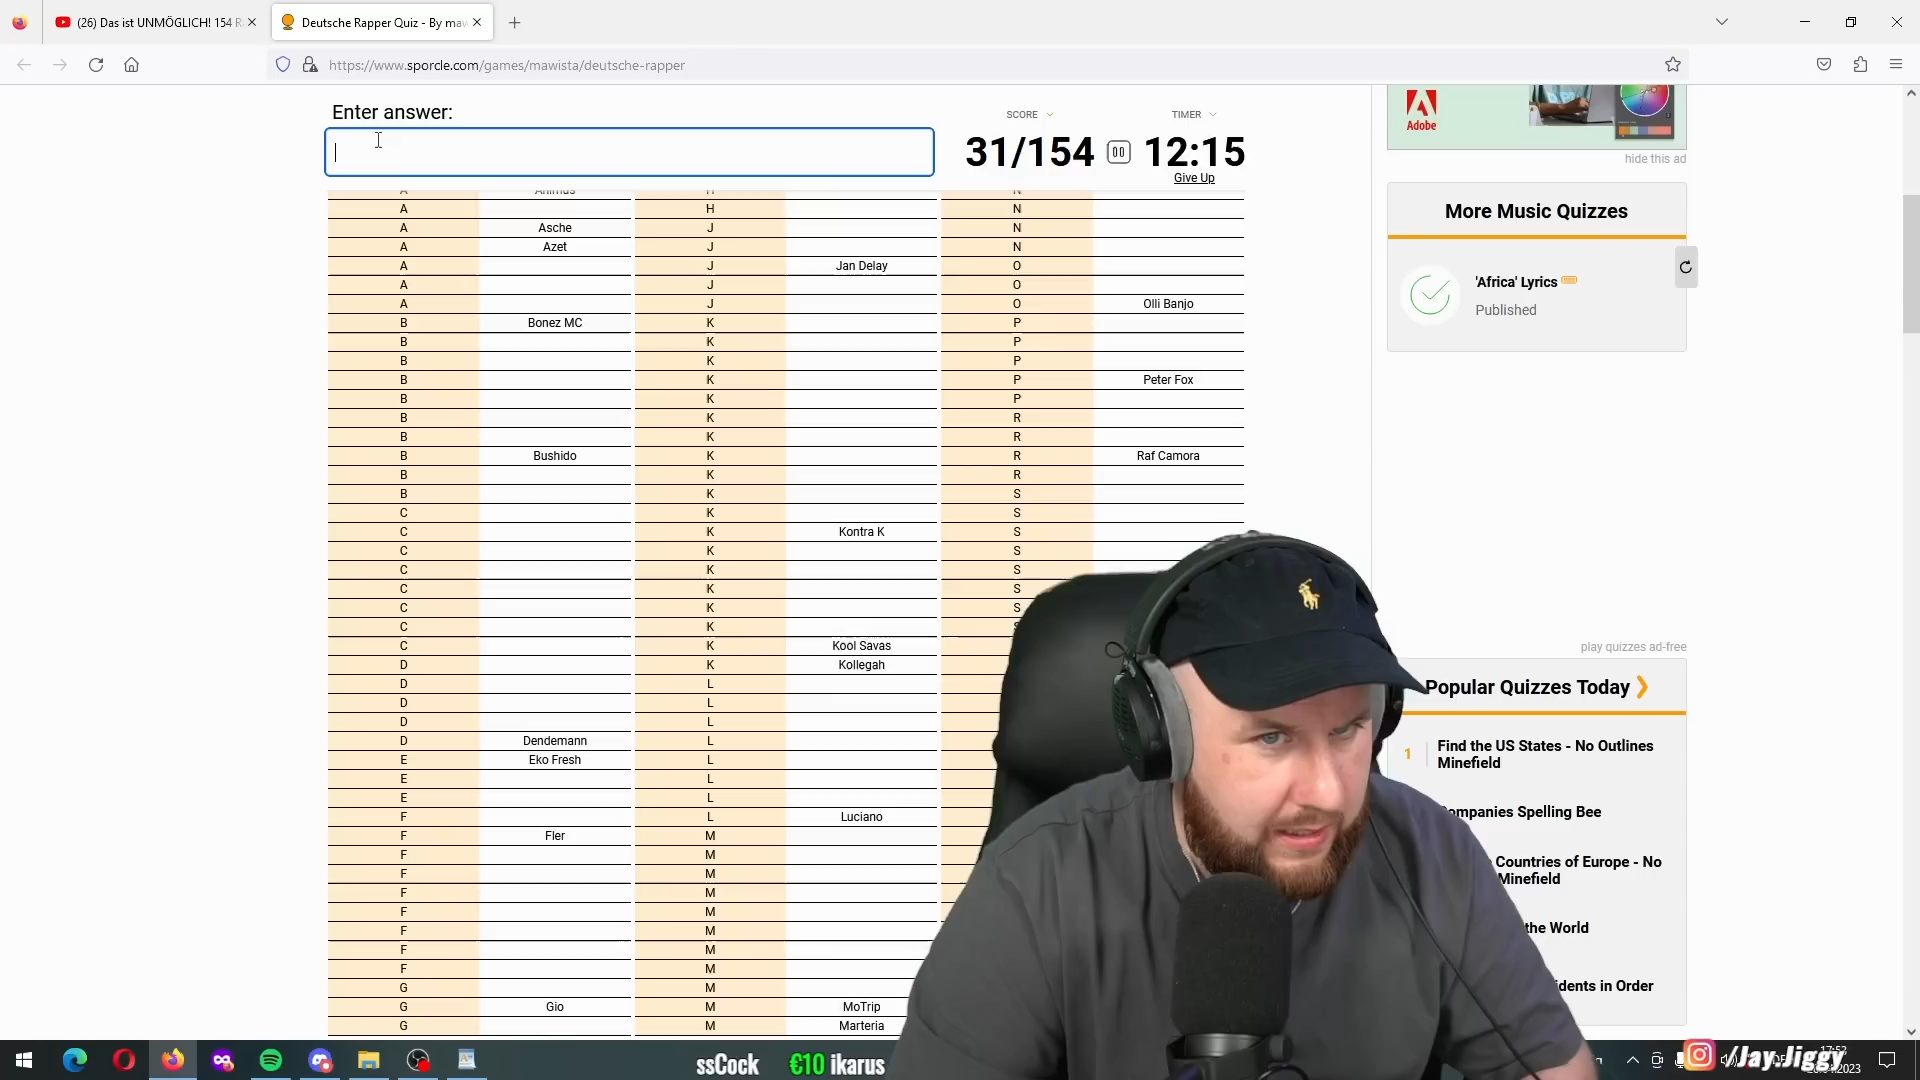 (26) Das ist UNMÖGLICH! 154 R
Deutsche Rapper Quiz - By maw
https://www.sporcle.com/games/mawista/deutsche-rapper
Enter answer:
SCORE
TIMER
31/154
12:15
Give Up
A Animus
A
A Asche
A Azet
A
A
A
B Bonez MC
B
B
B
B
B
B
B Bushido
B
B
C
C
C
C
C
C
C
C
D
D
D
D
D Dendemann
E Eko Fresh
E
E
F
F Fler
F
F
F
F
F
F
F
G
G Gio
G
H
H
J
J
J Jan Delay
J
J
K
K
K
K
K
K
K
K
K
K
K
K Kontra K
K
K
K
K
K
K Kool Savas
K Kollegah
L
L
L
L
L
L
L
L Luciano
M
M
M
M
M
M
M
M
M
M MoTrip
M Marteria
N
N
N
N
O
O
O Olli Banjo
P
P
P
P Peter Fox
P
R
R
R Raf Camora
R
S
S
S
S
S
S
S
Adobe
hide this ad
More Music Quizzes
'Africa' Lyrics
Published
play quizzes ad-free
Popular Quizzes Today
1 Find the US States - No Outlines
Minefield
ompanies Spelling Bee
Countries of Europe - No
Minefield
the World
idents in Order
ssCock €10 ikarus
/Jay.Jiggy